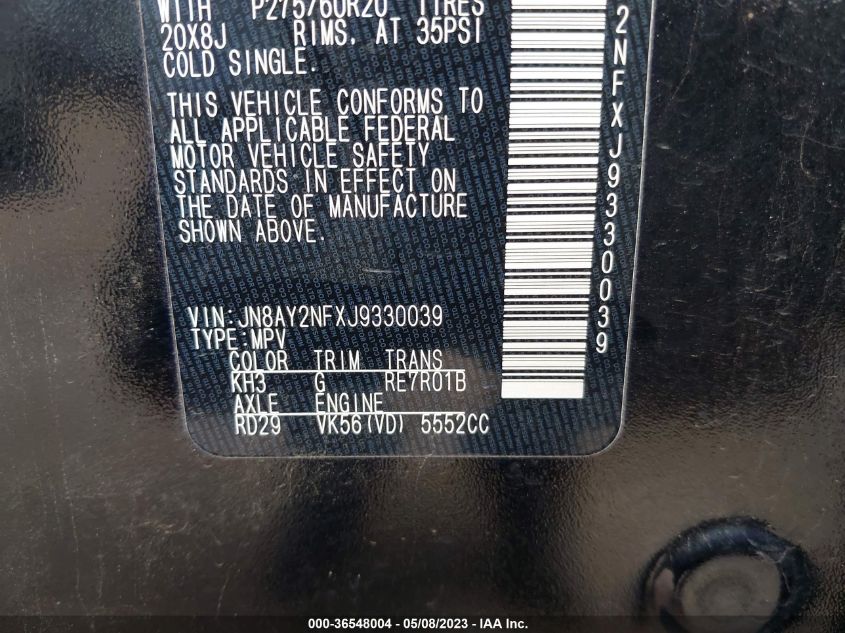 WITH P275/60R20 TIRES
20X8J RIMS, AT 35PSI
COLD SINGLE.
THIS VEHICLE CONFORMS TO
ALL APPLICABLE FEDERAL
MOTOR VEHICLE SAFETY
STANDARDS IN EFFECT ON
THE DATE OF MANUFACTURE
SHOWN ABOVE.
VIN:JN8AY2NFXJ9330039
TYPE:MPV
COLOR TRIM TRANS
KH3 G RE7R01B
AXLE ENGINE
RD29 VK56(VD) 5552CC
2NFXJ9330039
000-36548004 - 05/08/2023 - IAA Inc.